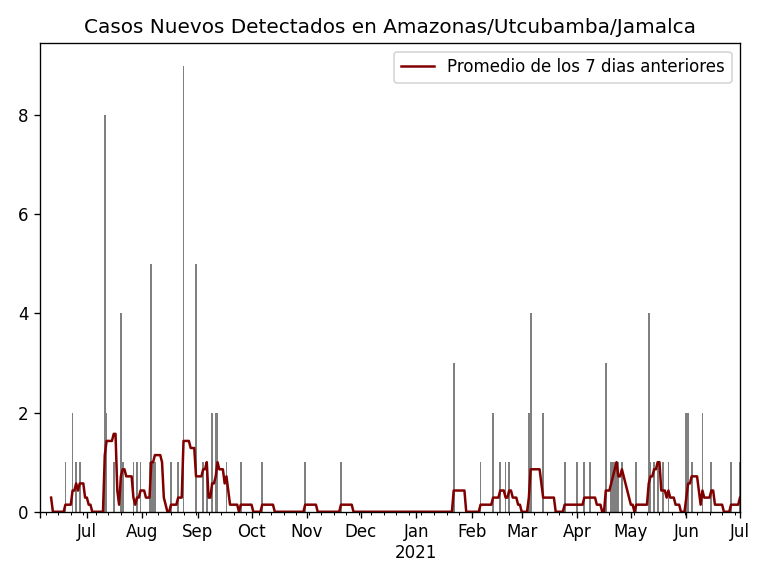 Casos Nuevos Detectados en Amazonas/Utcubamba/Jamalca
Promedio de los 7 dias anteriores
8
6
4
2
0
Jul Aug Sep Oct Nov Dec Jan Feb Mar Apr May Jun Jul
2021